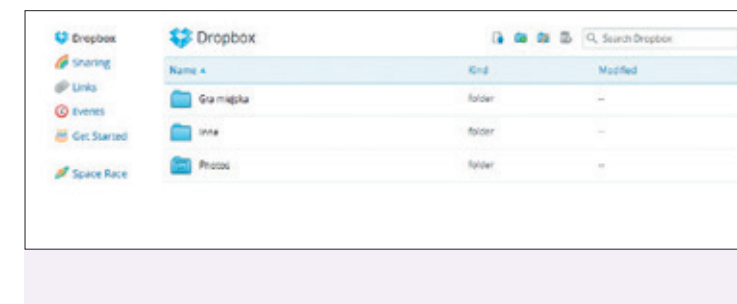 Dropbox
Sharing
Links
Events
Get Started
Space Race
Dropbox
Search Dropbox
Name Kind Modified
Gra miejska folder --
Inne folder --
Photos folder --